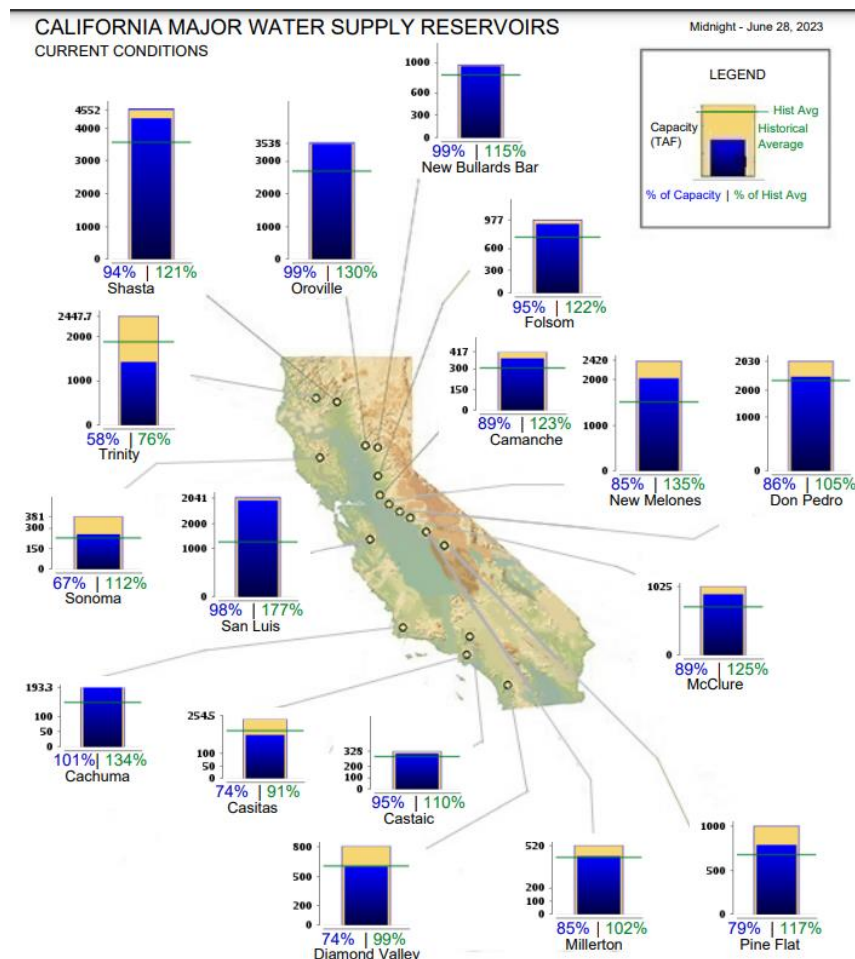 CALIFORNIA MAJOR WATER SUPPLY RESERVOIRS
CURRENT CONDITIONS
Midnight - June 28, 2023
LEGEND
Capacity
(TAF)
Hist Avg
Historical
Average
% of Capacity | % of Hist Avg
4552
4000
3000
2000
1000
0
94% | 121%
Shasta
3538
3000
2000
1000
0
99% | 130%
Oroville
1000
600
300
0
99% | 115%
New Bullards Bar
977
600
300
0
95% | 122%
Folsom
2447.7
2000
1000
0
58% | 76%
Trinity
417
300
150
0
89% | 123%
Camanche
2420
2000
1000
0
85% | 135%
New Melones
2030
2000
1000
0
86% | 105%
Don Pedro
381
300
150
0
67% | 112%
Sonoma
2041
2000
1000
0
98% | 177%
San Luis
1025
0
89% | 125%
McClure
193.3
100
50
0
101%| 134%
Cachuma
254.5
100
50
0
74% | 91%
Casitas
325
200
100
0
95% | 110%
Castaic
800
500
200
0
74% | 99%
Diamond Valley
520
200
100
0
85% | 102%
Millerton
1000
500
0
79% | 117%
Pine Flat